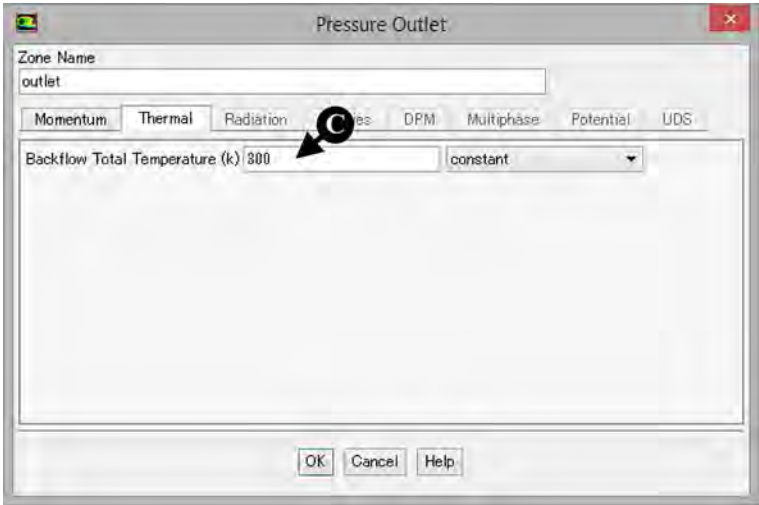 Pressure Outlet
Zone Name
outlet
Momentum Thermal Radiation DPM Multiphase Potential UDS
C
Backflow Total Temperature (k) 300 constant
OK Cancel Help